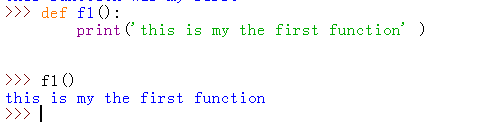 >>> def f1():
        print('this is my the first function' )
>>> f1()
this is my the first function
>>>